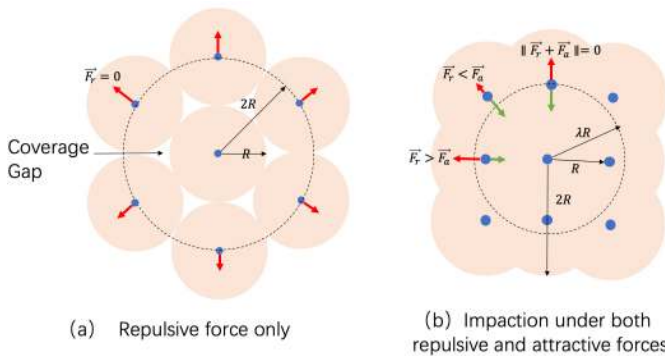 F⃗r = 0
2R
R
Coverage
Gap
(a) Repulsive force only
‖ F⃗r + F⃗a ‖= 0
F⃗r < F⃗a
λR
F⃗r > F⃗a
R
2R
(b) Impaction under both
repulsive and attractive forces